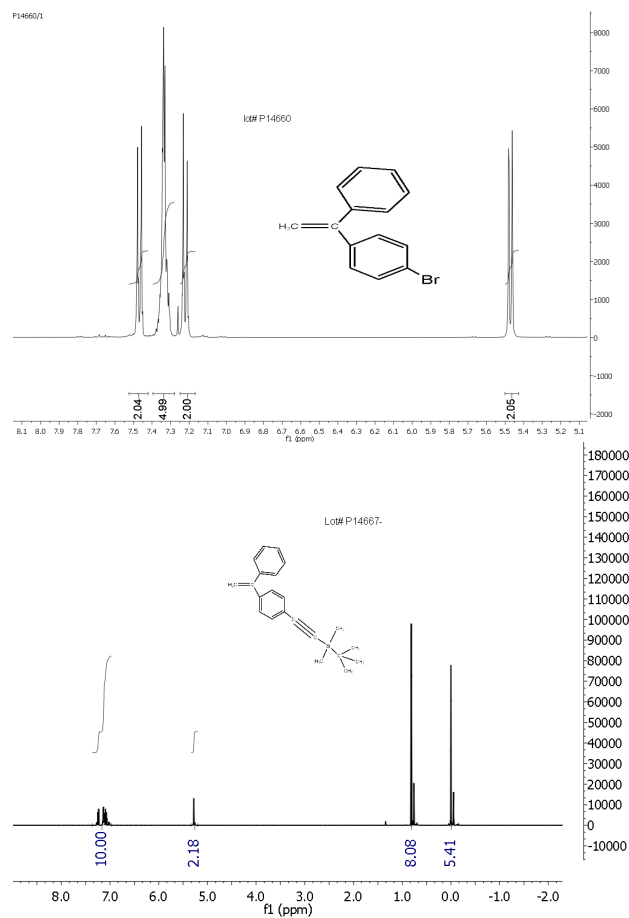 P14660/1
lot# P14660
H₂C
C
Br
8000
7000
6000
5000
4000
3000
2000
1000
0
-1000
-2000
2.04
4.99
2.00
2.05
8.1 8.0 7.9 7.8 7.7 7.6 7.5 7.4 7.3 7.2 7.1 7.0 6.9 6.8 6.7 6.6 6.5 6.4 6.3 6.2 6.1 6.0 5.9 5.8 5.7 5.6 5.5 5.4 5.3 5.2 5.1
f1 (ppm)
Lot# P14667-
H₂C
C
C
C
CH₃
Si
H₃C
C
CH₃
CH₃
CH₃
180000
170000
160000
150000
140000
130000
120000
110000
100000
90000
80000
70000
60000
50000
40000
30000
20000
10000
0
-10000
10.00
2.18
8.08
5.41
8.0 7.0 6.0 5.0 4.0 3.0 2.0 1.0 0.0 -1.0 -2.0
f1 (ppm)